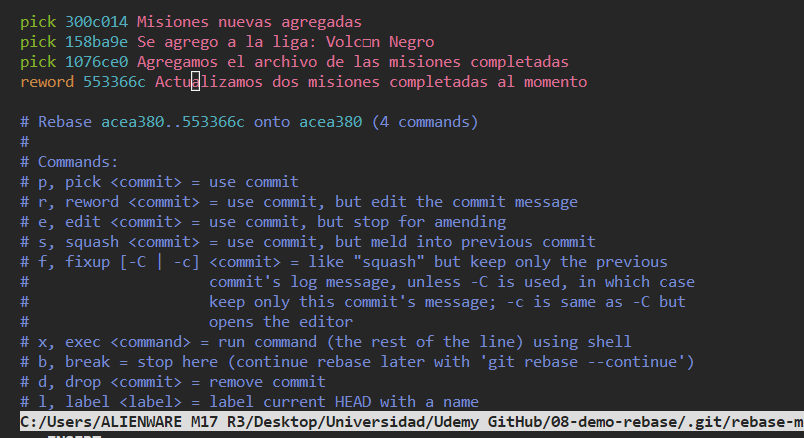 pick 300c014 Misiones nuevas agregadas
pick 158ba9e Se agrego a la liga: Volc□n Negro
pick 1076ce0 Agregamos el archivo de las misiones completadas
reword 553366c Actualizamos dos misiones completadas al momento
# Rebase acea380..553366c onto acea380 (4 commands)
#
# Commands:
# p, pick <commit> = use commit
# r, reword <commit> = use commit, but edit the commit message
# e, edit <commit> = use commit, but stop for amending
# s, squash <commit> = use commit, but meld into previous commit
# f, fixup [-C | -c] <commit> = like "squash" but keep only the previous
#                    commit's log message, unless -C is used, in which case
#                    keep only this commit's message; -c is same as -C but
#                    opens the editor
# x, exec <command> = run command (the rest of the line) using shell
# b, break = stop here (continue rebase later with 'git rebase --continue')
# d, drop <commit> = remove commit
# l, label <label> = label current HEAD with a name
C:/Users/ALIENWARE M17 R3/Desktop/Universidad/Udemy GitHub/08-demo-rebase/.git/rebase-m